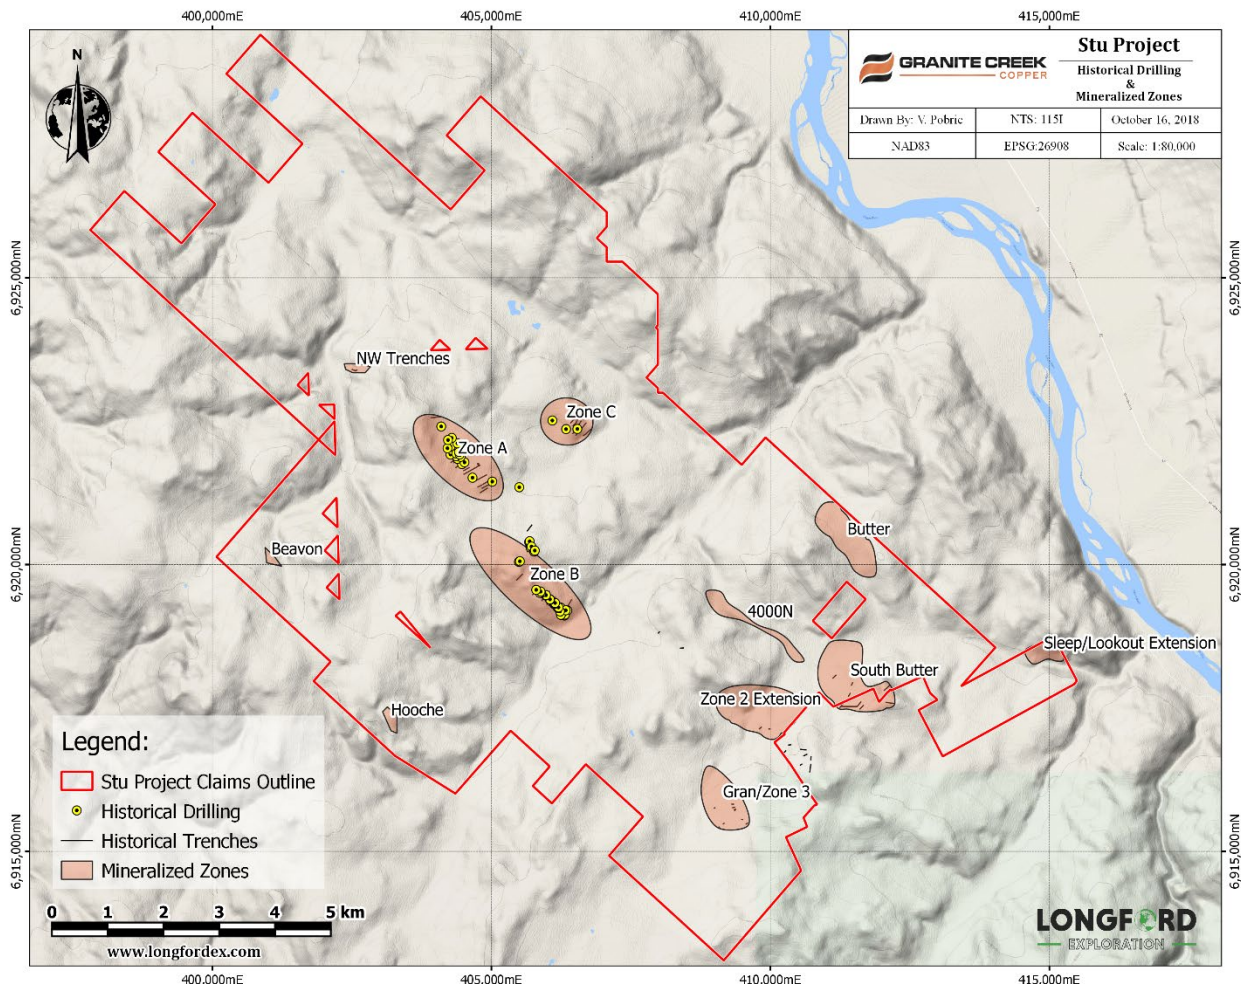 400,000mE
405,000mE
410,000mE
415,000mE
N
GRANITE CREEK
COPPER
Stu Project
Historical Drilling
&
Mineralized Zones
Drawn By: V. Pobric
NTS: 115I
October 16, 2018
NAD83
EPSG:26908
Scale: 1:80,000
6,925,000mN
6,925,000mN
NW Trenches
Zone C
Zone A
Butter
Beavon
6,920,000mN
6,920,000mN
Zone B
4000N
Sleep/Lookout Extension
South Butter
Zone 2 Extension
Hooche
Gran/Zone 3
Legend:
Stu Project Claims Outline
Historical Drilling
Historical Trenches
Mineralized Zones
6,915,000mN
6,915,000mN
0 1 2 3 4 5 km
www.longfordex.com
LONGFORD
EXPLORATION
400,000mE
405,000mE
410,000mE
415,000mE